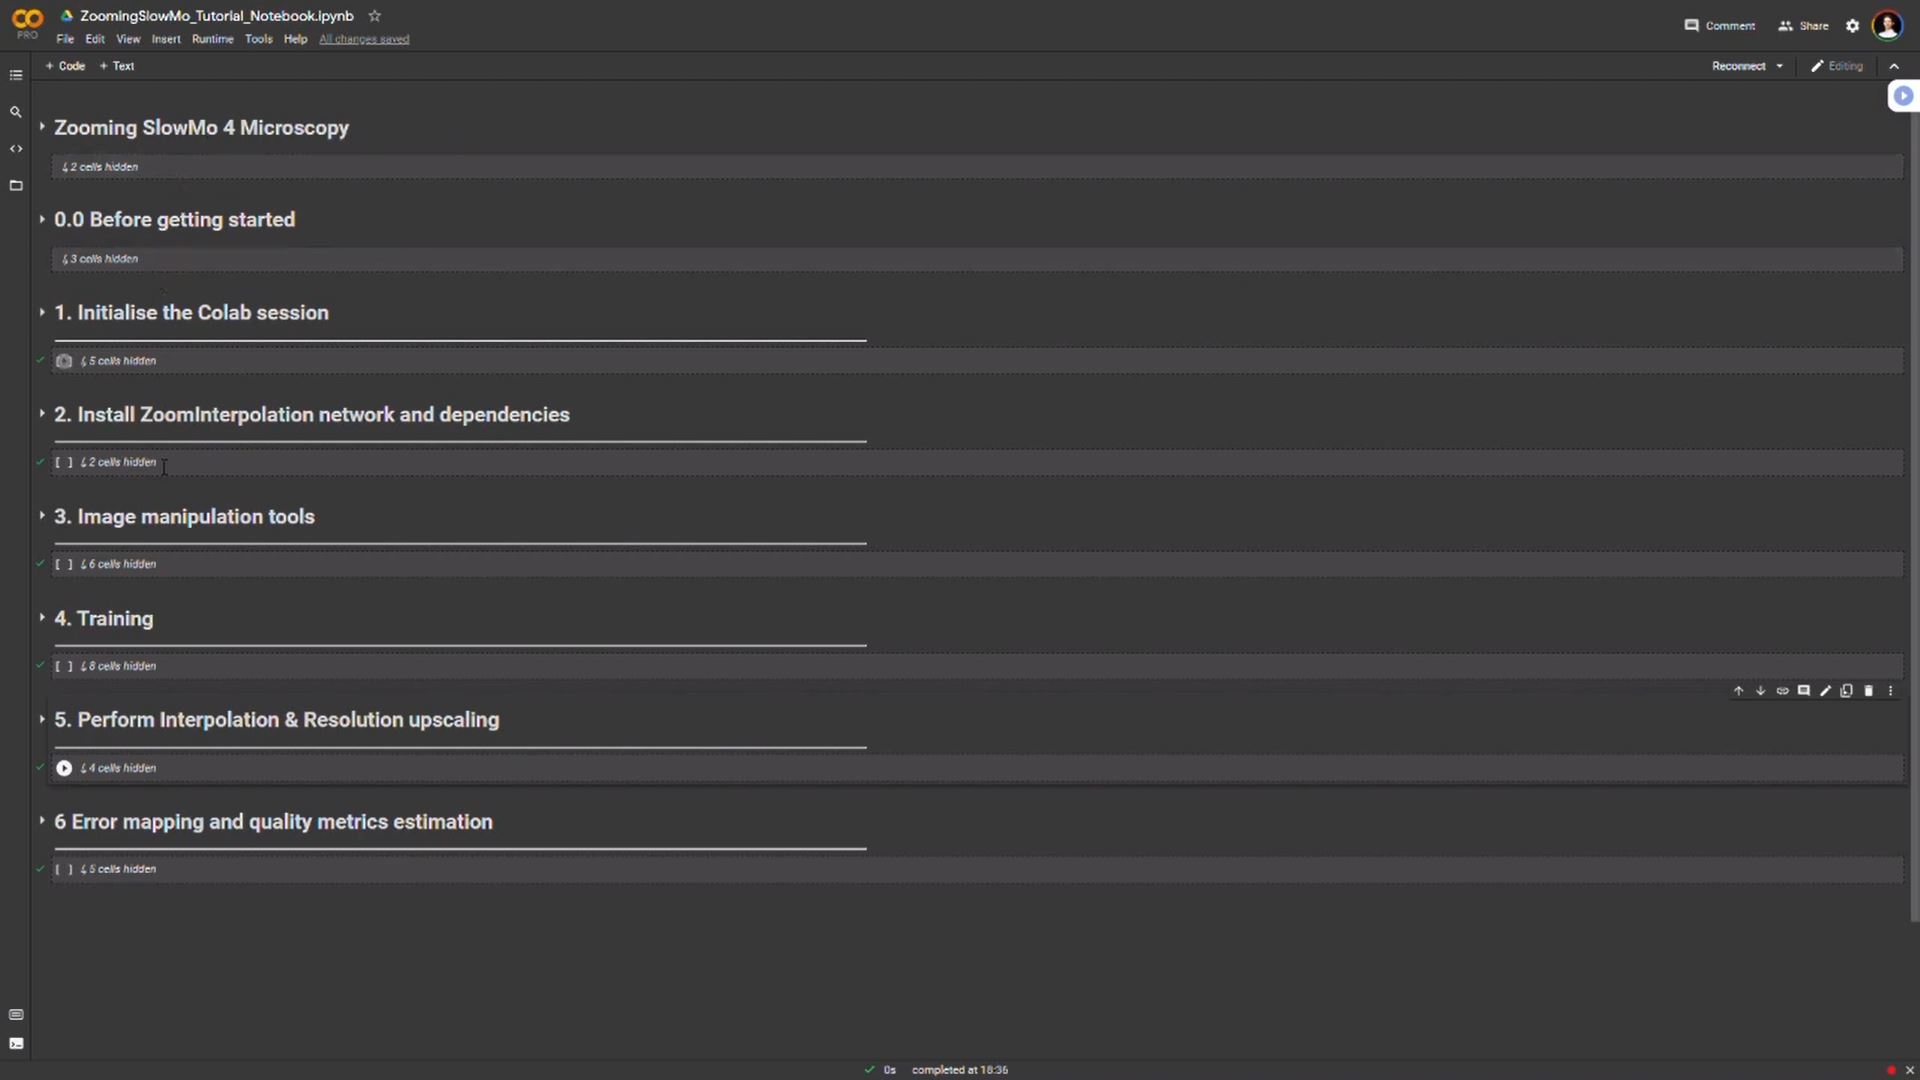 ZoomingSlowMo_Tutorial_Notebook.ipynb
PRO
File Edit View Insert Runtime Tools Help All changes saved
Comment Share
+ Code + Text
Reconnect Editing
Zooming SlowMo 4 Microscopy
2 cells hidden
0.0 Before getting started
3 cells hidden
1. Initialise the Colab session
5 cells hidden
2. Install ZoomInterpolation network and dependencies
[ ] 2 cells hidden
3. Image manipulation tools
[ ] 6 cells hidden
4. Training
[ ] 8 cells hidden
5. Perform Interpolation & Resolution upscaling
4 cells hidden
6 Error mapping and quality metrics estimation
[ ] 5 cells hidden
0s completed at 18:36